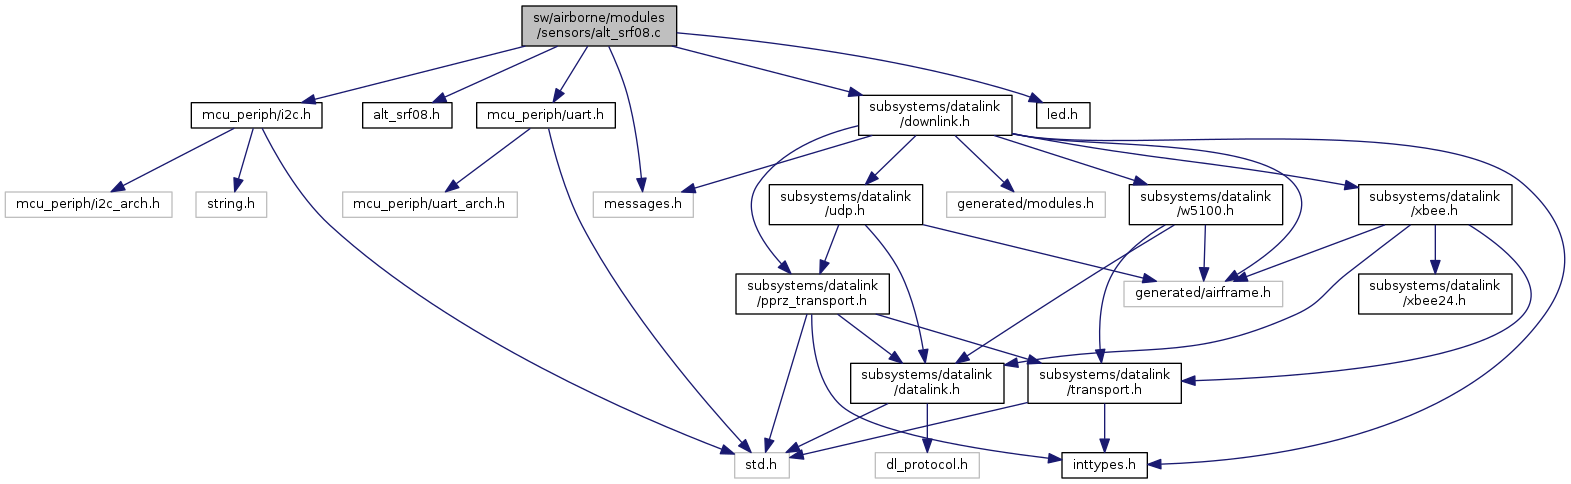 sw/airborne/modules
/sensors/alt_srf08.c
mcu_periph/i2c.h
alt_srf08.h
mcu_periph/uart.h
subsystems/datalink
/downlink.h
led.h
mcu_periph/i2c_arch.h
string.h
mcu_periph/uart_arch.h
messages.h
subsystems/datalink
/udp.h
generated/modules.h
subsystems/datalink
/w5100.h
subsystems/datalink
/xbee.h
subsystems/datalink
/pprz_transport.h
generated/airframe.h
subsystems/datalink
/xbee24.h
subsystems/datalink
/datalink.h
subsystems/datalink
/transport.h
std.h
dl_protocol.h
inttypes.h